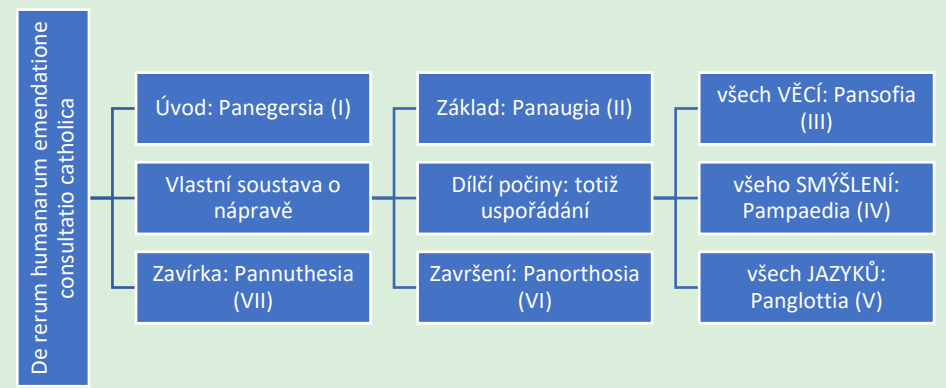 De rerum humanarum emendatione
consultatio catholica
Úvod: Panegersia (I)
Vlastní soustava o
nápravě
Zavírka: Pannuthesia
(VII)
Základ: Panaugia (II)
Dílčí počiny: totiž
uspořádání
Završení: Panorthosia
(VI)
všech VĚCÍ: Pansofia
(III)
všeho SMÝŠLENÍ:
Pampaedia (IV)
všech JAZYKŮ:
Panglottia (V)